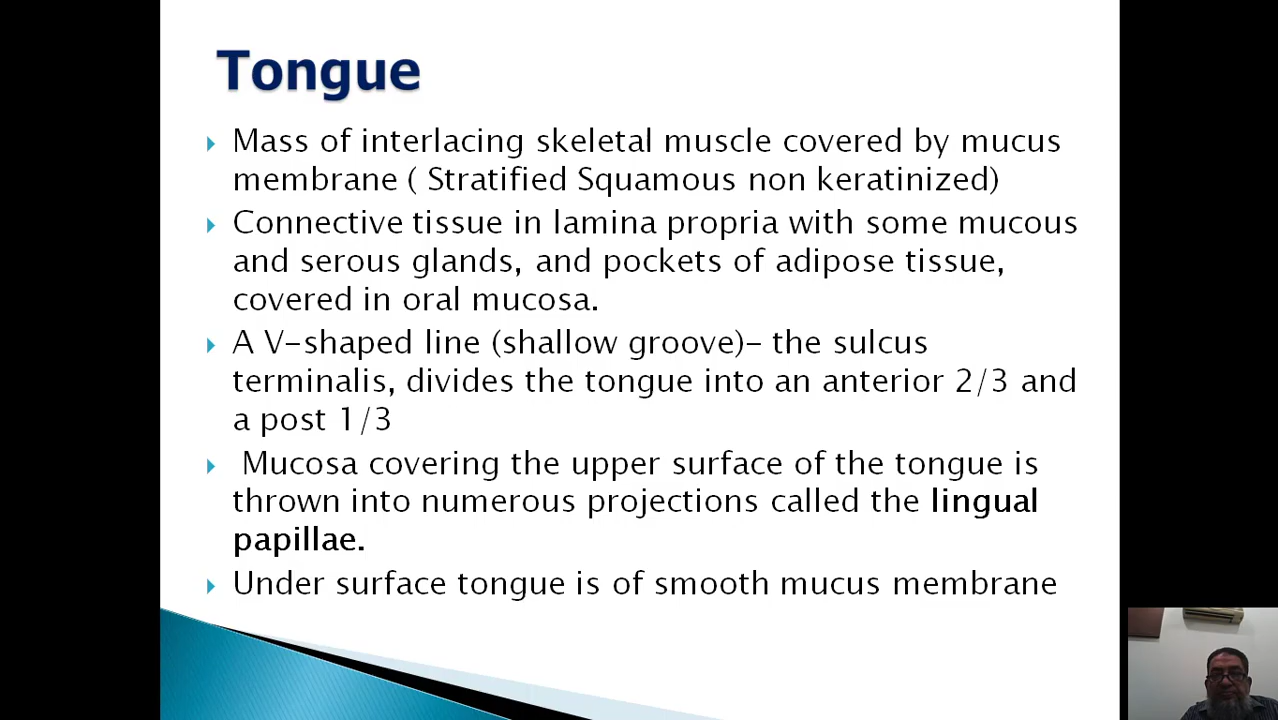 Tongue
Mass of interlacing skeletal muscle covered by mucus
membrane ( Stratified Squamous non keratinized)
Connective tissue in lamina propria with some mucous
and serous glands, and pockets of adipose tissue,
covered in oral mucosa.
A V-shaped line (shallow groove)- the sulcus
terminalis, divides the tongue into an anterior 2/3 and
a post 1/3
Mucosa covering the upper surface of the tongue is
thrown into numerous projections called the lingual
papillae.
Under surface tongue is of smooth mucus membrane